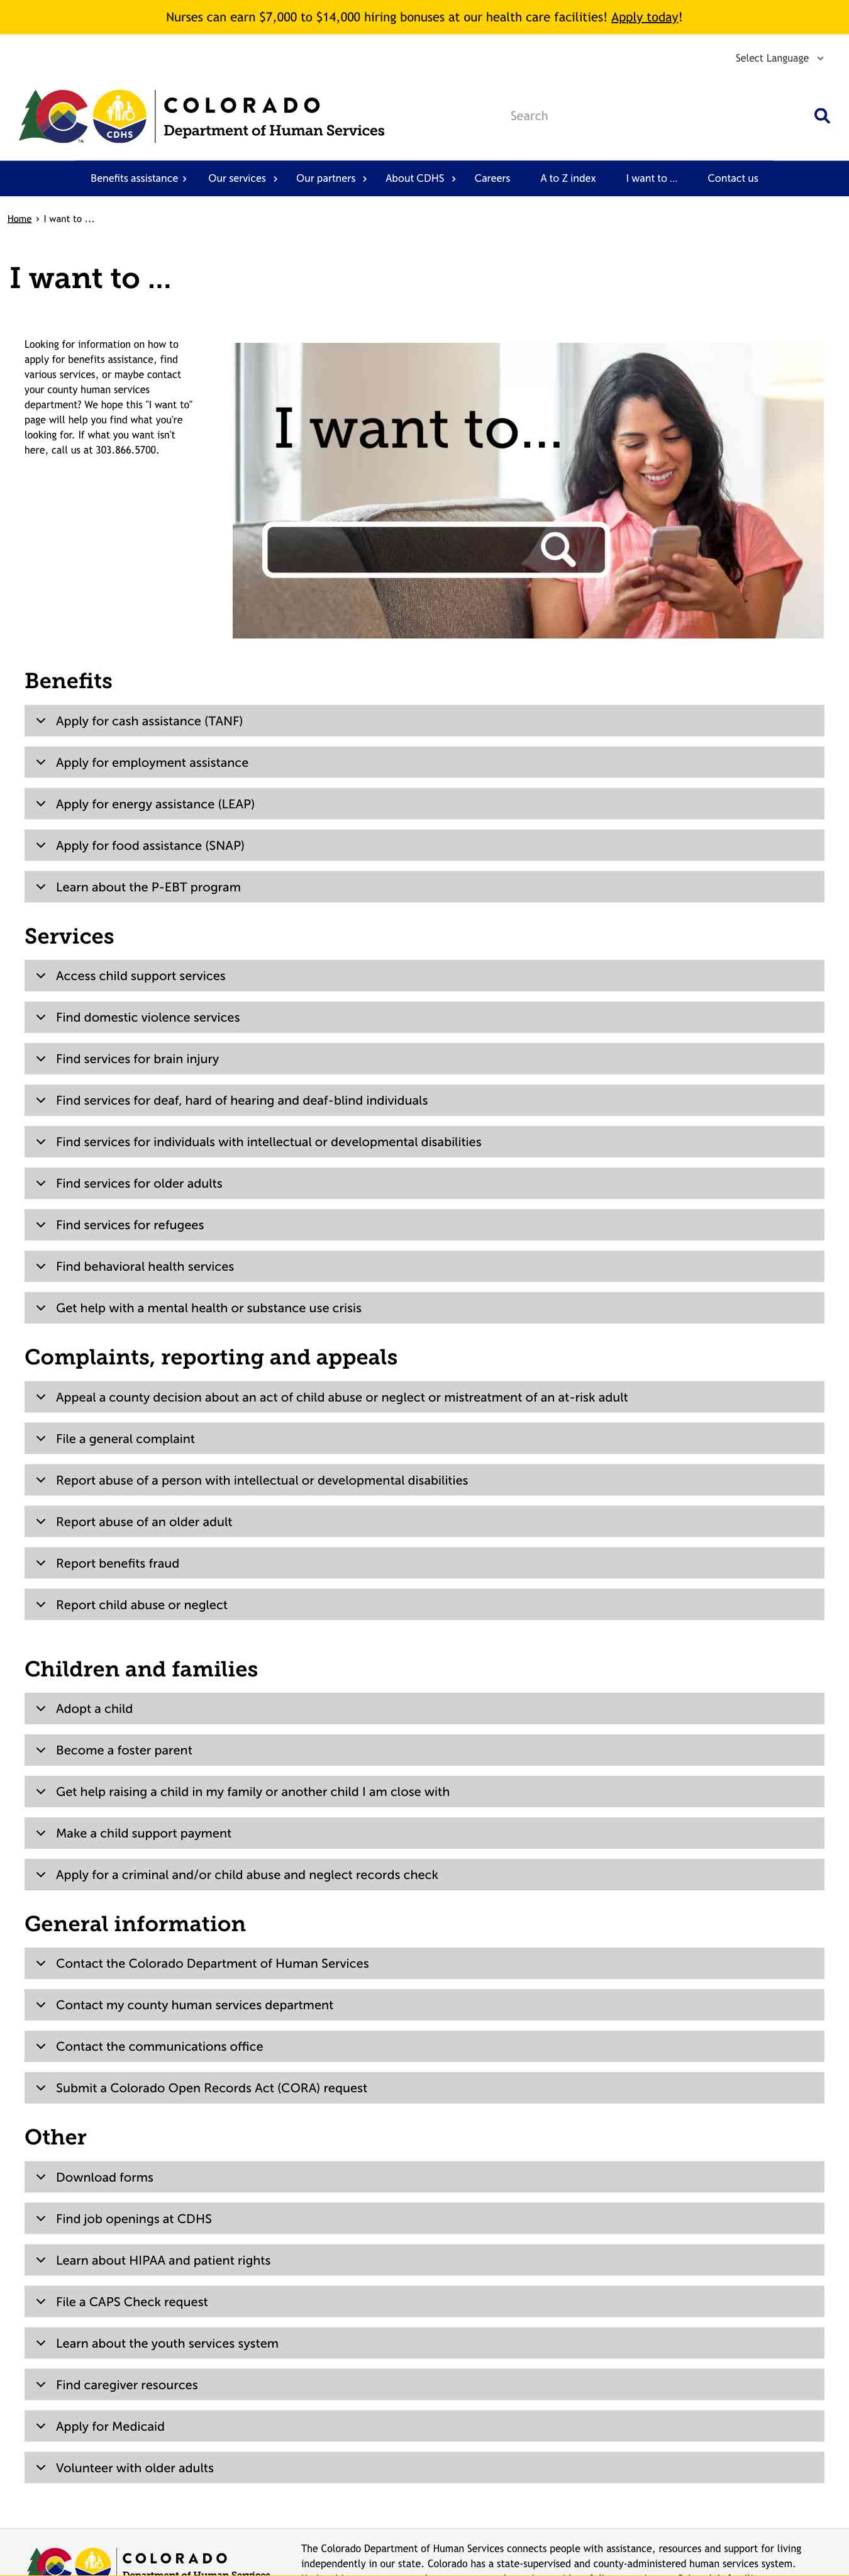 Nurses can earn $7,000 to $14,000 hiring bonuses at our health care facilities! Apply today!
Select Language
COLORADO
CDHS
TM
Department of Human Services
Search
Benefits assistance
Our services
Our partners
About CDHS
Careers
A to Z index
I want to ...
Contact us
Home › I want to ...
I want to ...
Looking for information on how to
apply for benefits assistance, find
various services, or maybe contact
your county human services
department? We hope this "I want to"
page will help you find what you're
looking for. If what you want isn't
here, call us at 303.866.5700.
I want to...
Benefits
Apply for cash assistance (TANF)
Apply for employment assistance
Apply for energy assistance (LEAP)
Apply for food assistance (SNAP)
Learn about the P-EBT program
Services
Access child support services
Find domestic violence services
Find services for brain injury
Find services for deaf, hard of hearing and deaf-blind individuals
Find services for individuals with intellectual or developmental disabilities
Find services for older adults
Find services for refugees
Find behavioral health services
Get help with a mental health or substance use crisis
Complaints, reporting and appeals
Appeal a county decision about an act of child abuse or neglect or mistreatment of an at-risk adult
File a general complaint
Report abuse of a person with intellectual or developmental disabilities
Report abuse of an older adult
Report benefits fraud
Report child abuse or neglect
Children and families
Adopt a child
Become a foster parent
Get help raising a child in my family or another child I am close with
Make a child support payment
Apply for a criminal and/or child abuse and neglect records check
General information
Contact the Colorado Department of Human Services
Contact my county human services department
Contact the communications office
Submit a Colorado Open Records Act (CORA) request
Other
Download forms
Find job openings at CDHS
Learn about HIPAA and patient rights
File a CAPS Check request
Learn about the youth services system
Find caregiver resources
Apply for Medicaid
Volunteer with older adults
COLORADO
Department of Human Services
The Colorado Department of Human Services connects people with assistance, resources and support for living
independently in our state. Colorado has a state-supervised and county-administered human services system.